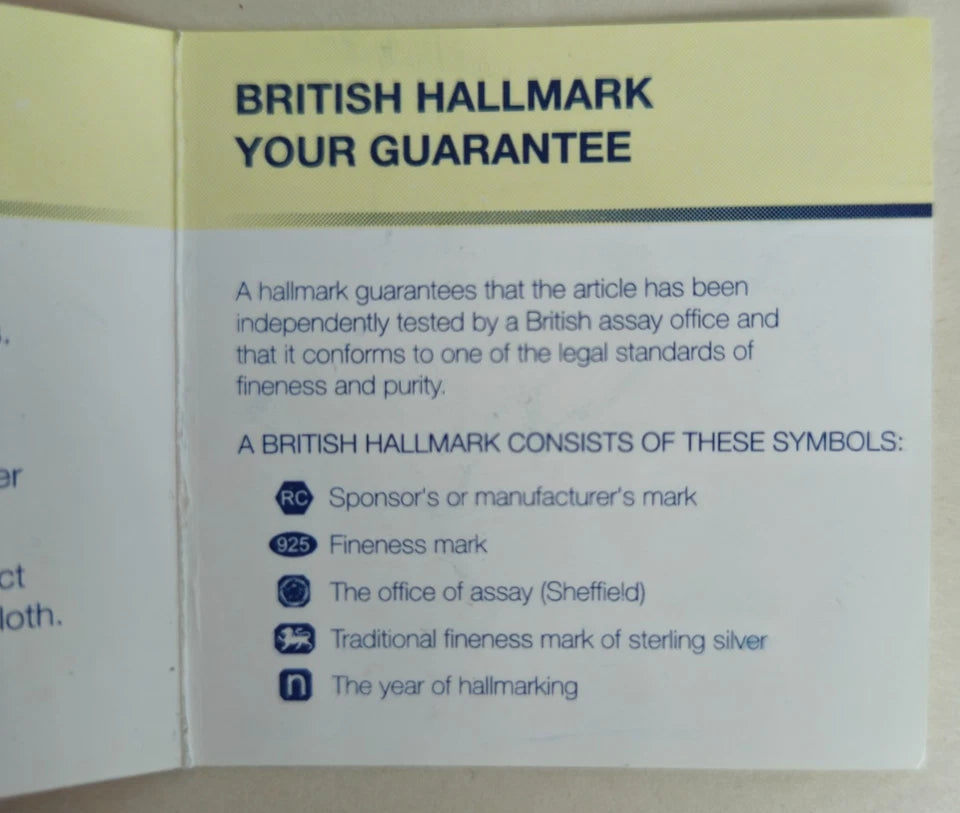 BRITISH HALLMARK
YOUR GUARANTEE
A hallmark guarantees that the article has been
independently tested by a British assay office and
that it conforms to one of the legal standards of
fineness and purity.
A BRITISH HALLMARK CONSISTS OF THESE SYMBOLS:
RC Sponsor's or manufacturer's mark
925 Fineness mark
The office of assay (Sheffield)
Traditional fineness mark of sterling silver
n The year of hallmarking